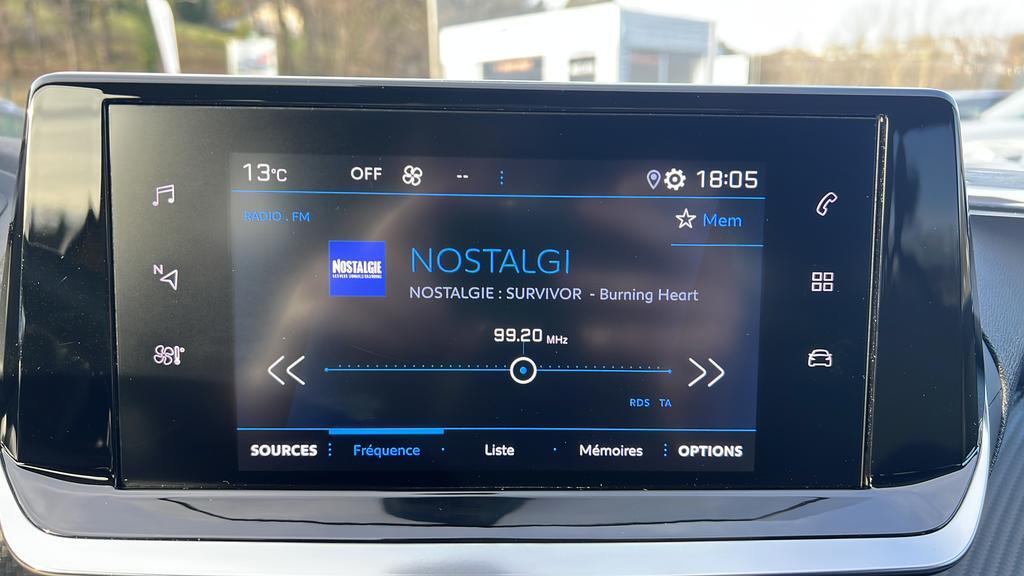 13°C OFF -- 18:05
RADIO . FM
Mem
NOSTALGIE
NOSTALGI
NOSTALGIE : SURVIVOR - Burning Heart
99.20 MHz
N
RDS TA
SOURCES Fréquence Liste Mémoires OPTIONS